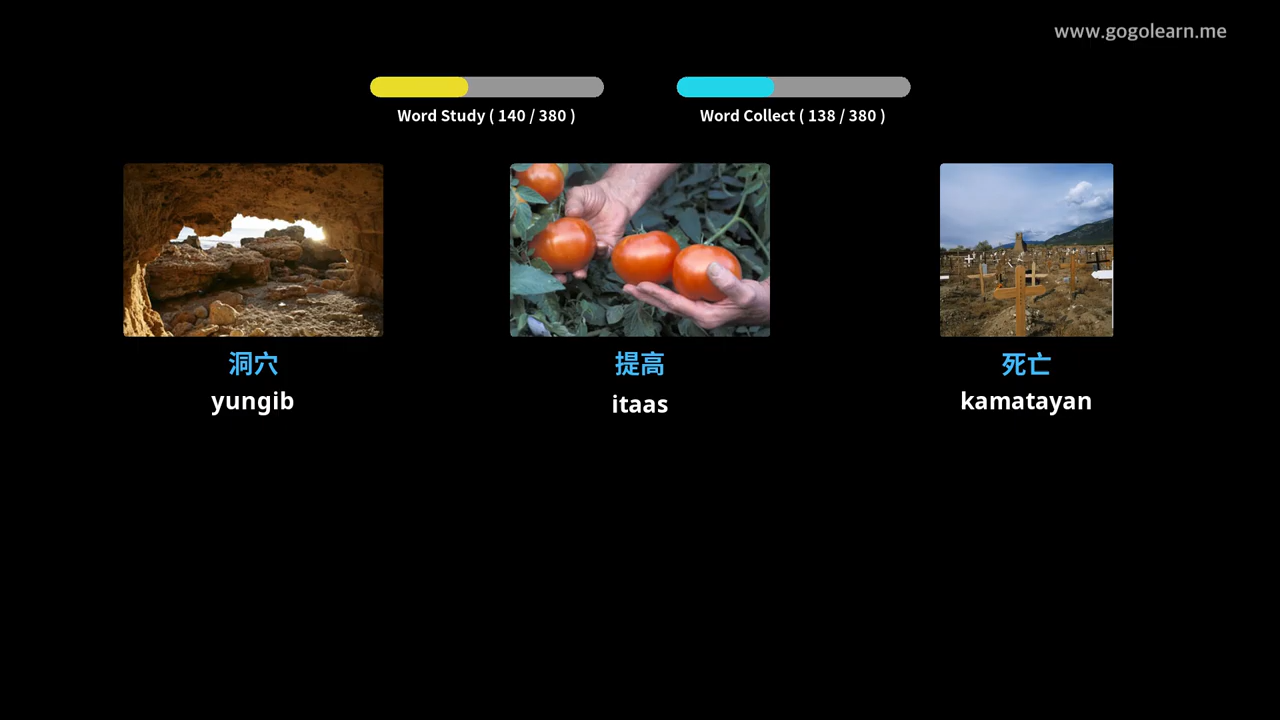 www.gogolearn.me
Word Study ( 140 / 380 )
Word Collect ( 138 / 380 )
洞穴
yungib
提高
itaas
死亡
kamatayan